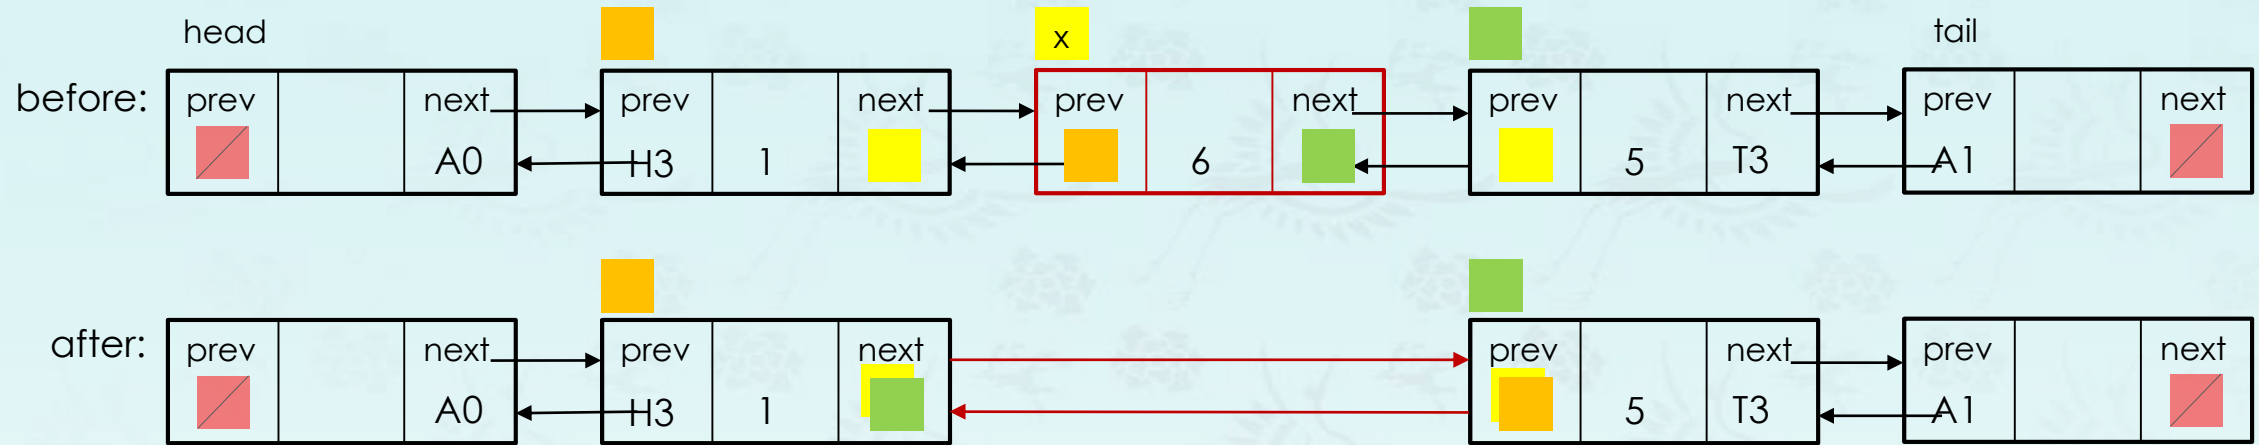 head x tail
before: prev next prev next prev next prev next prev next
A0 H3 1 6 5 T3 A1
after: prev next prev next prev next prev next
A0 H3 1 5 T3 A1